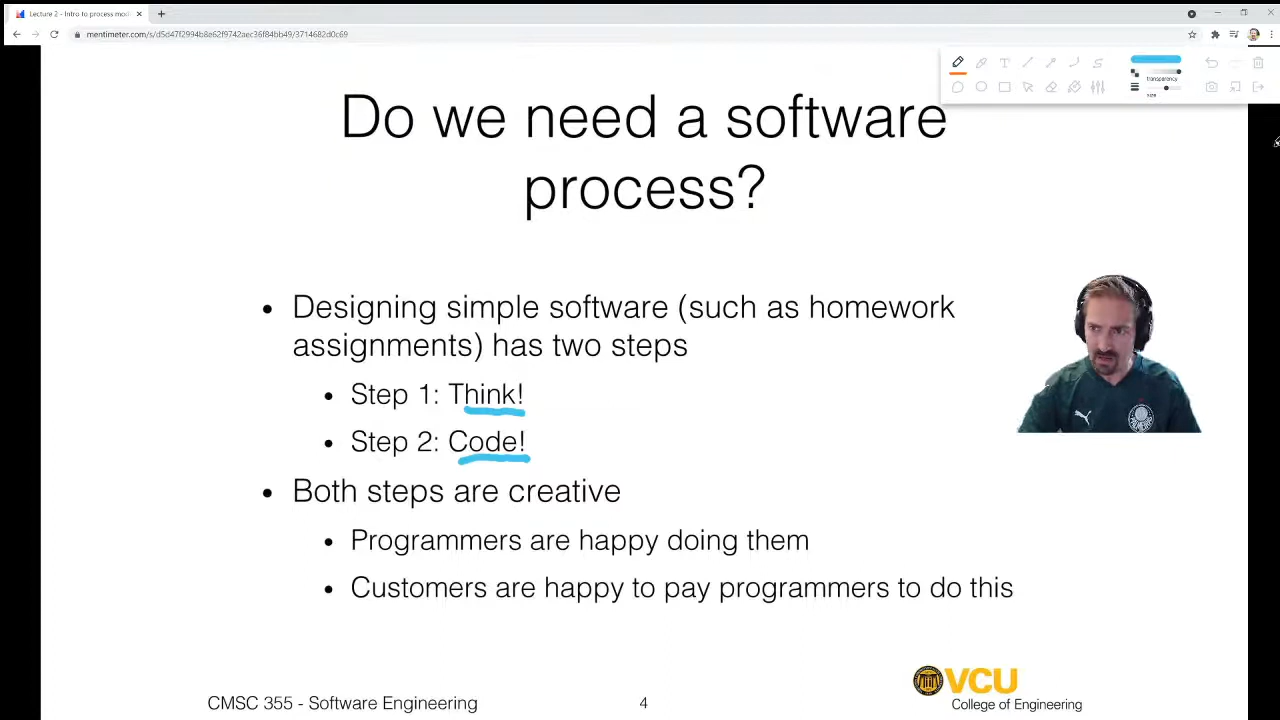 Lecture 2 - Intro to process mod
mentimeter.com/s/d5d47f2994b8e62f9742aec36f84bb49/3714682d0c69
transparency
size
Do we need a software
process?
• Designing simple software (such as homework
assignments) has two steps
• Step 1: Think!
• Step 2: Code!
• Both steps are creative
• Programmers are happy doing them
• Customers are happy to pay programmers to do this
CMSC 355 - Software Engineering
4
VCU
College of Engineering